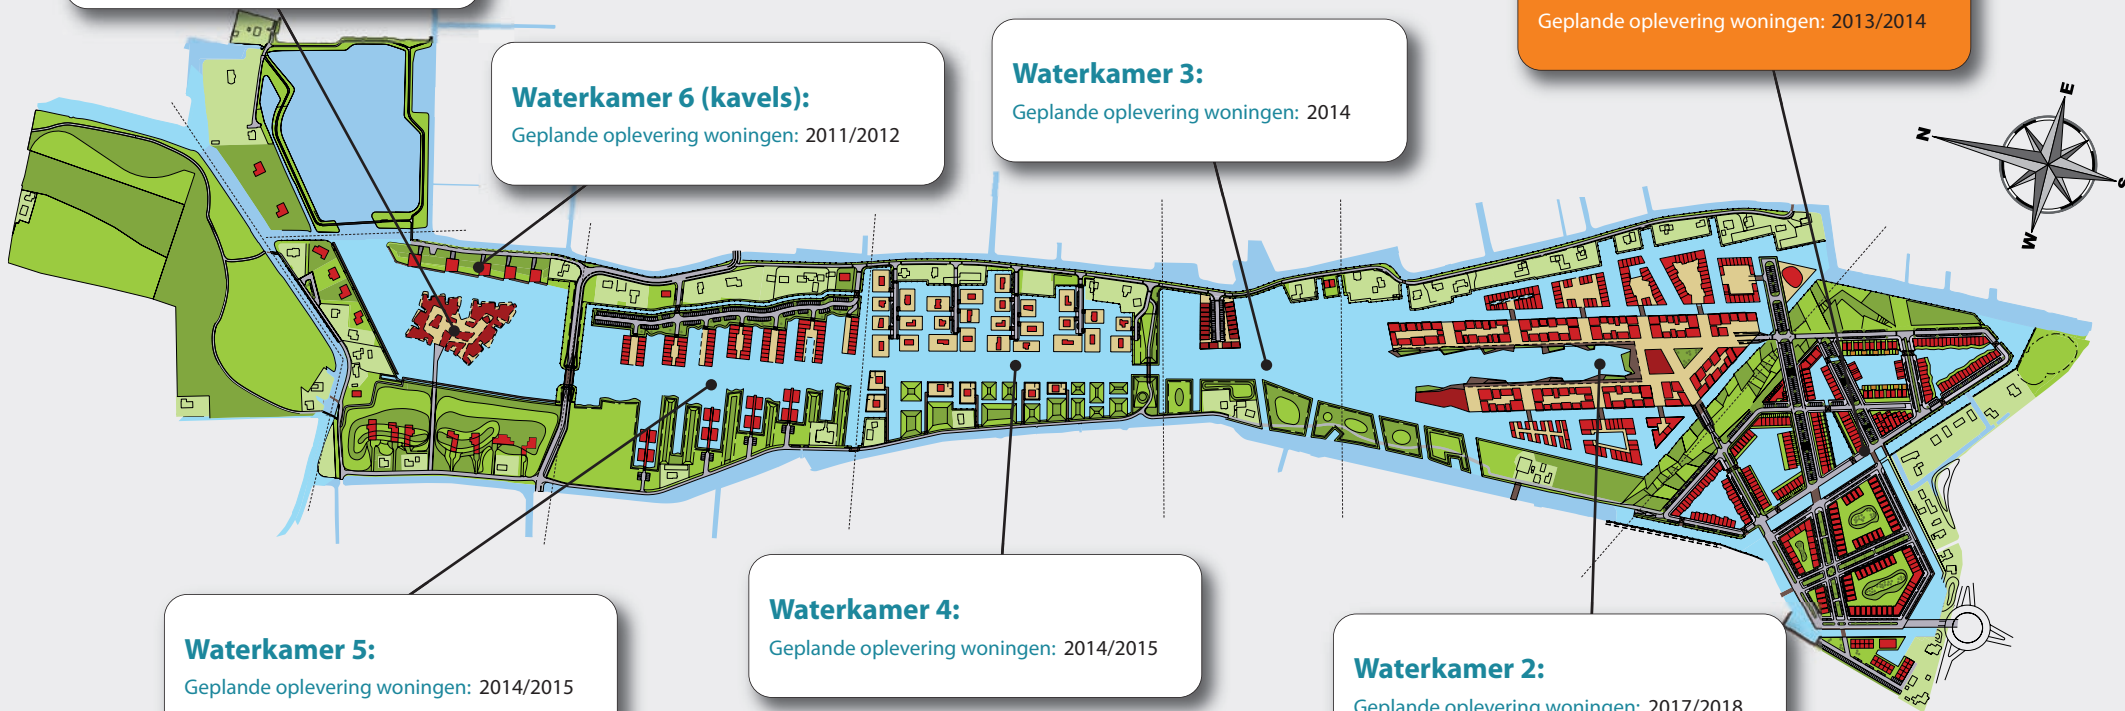 Geplande oplevering woningen: 2013/2014
Waterkamer 6 (kavels):
Geplande oplevering woningen: 2011/2012
Waterkamer 3:
Geplande oplevering woningen: 2014
E
N
S
W
Waterkamer 4:
Geplande oplevering woningen: 2014/2015
Waterkamer 5:
Geplande oplevering woningen: 2014/2015
Waterkamer 2:
Geplande oplevering woningen: 2017/2018